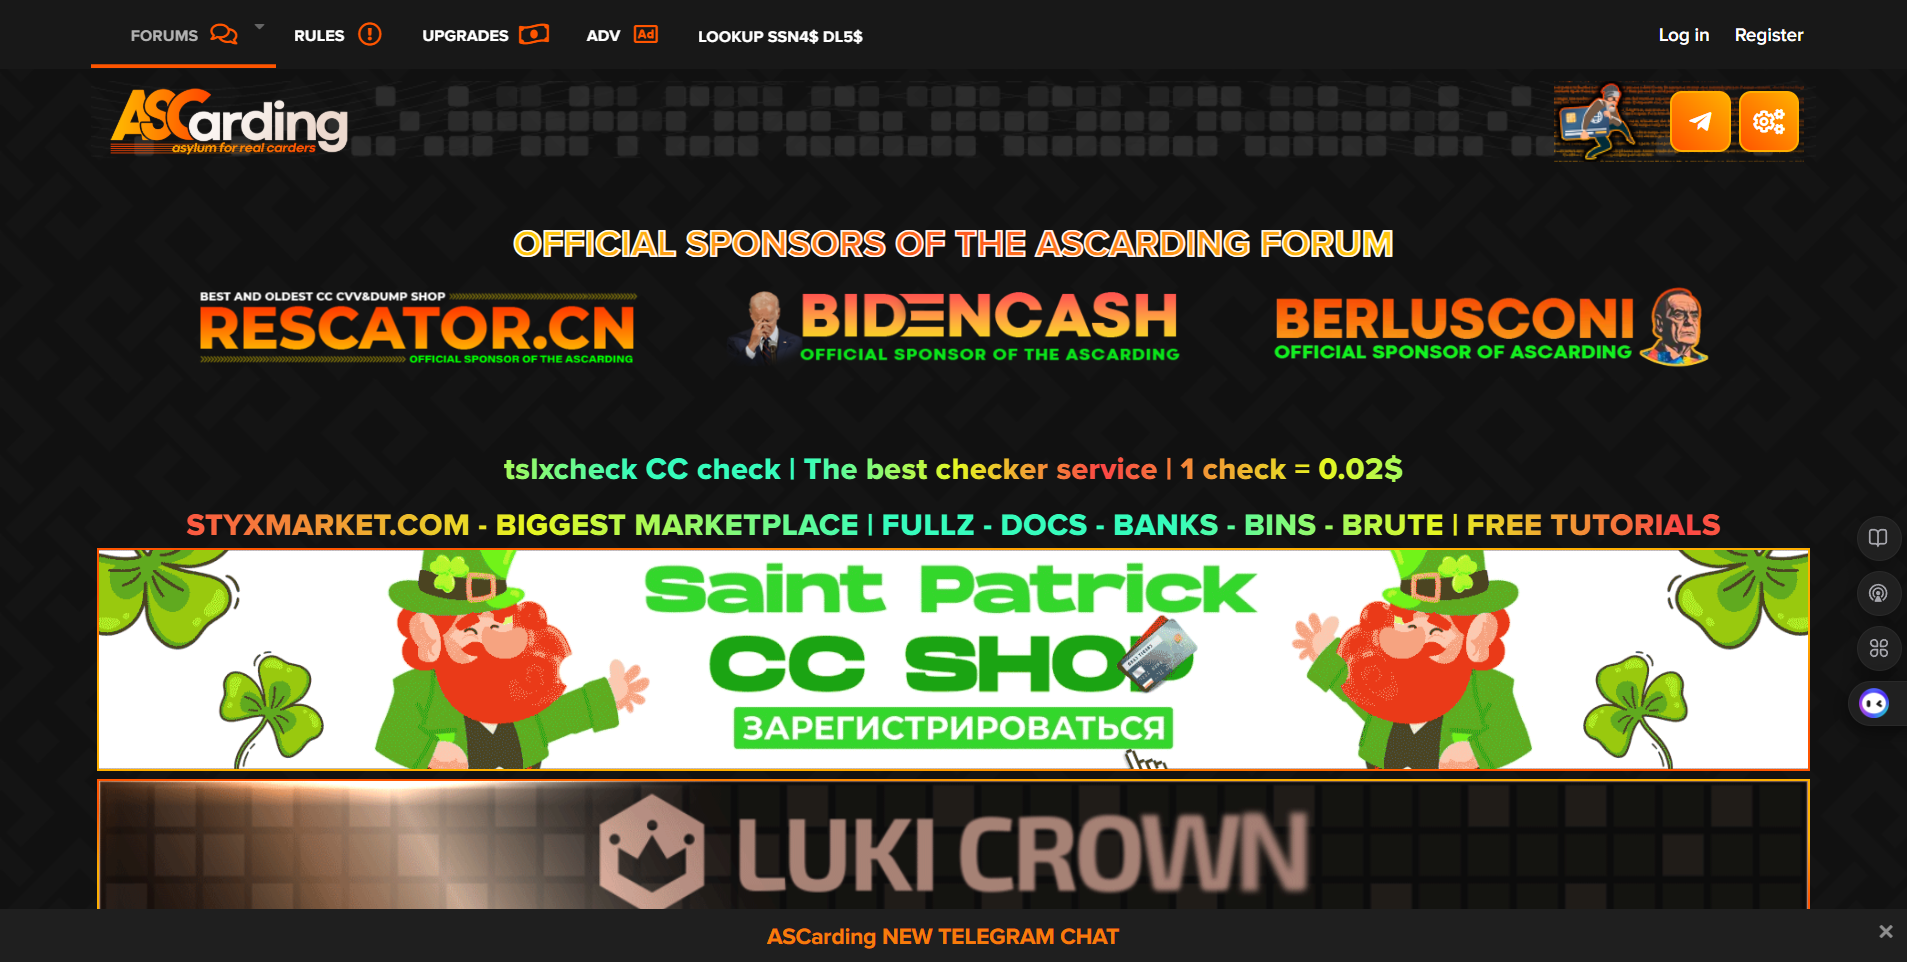 FORUMS RULES UPGRADES ADV Ad LOOKUP SSN4$ DL5$ Log in Register
ASCarding
asylum for real carders
OFFICIAL SPONSORS OF THE ASCARDING FORUM
BEST AND OLDEST CC CVV&DUMP SHOP
RESCATOR.CN
OFFICIAL SPONSOR OF THE ASCARDING
BIDENCASH
OFFICIAL SPONSOR OF THE ASCARDING
BERLUSCONI
OFFICIAL SPONSOR OF ASCARDING
tslxcheck CC check | The best checker service | 1 check = 0.02$
STYXMARKET.COM - BIGGEST MARKETPLACE | FULLZ - DOCS - BANKS - BINS - BRUTE | FREE TUTORIALS
Saint Patrick
CC SHOP
ЗАРЕГИСТРИРОВАТЬСЯ
LUKI CROWN
ASCarding NEW TELEGRAM CHAT